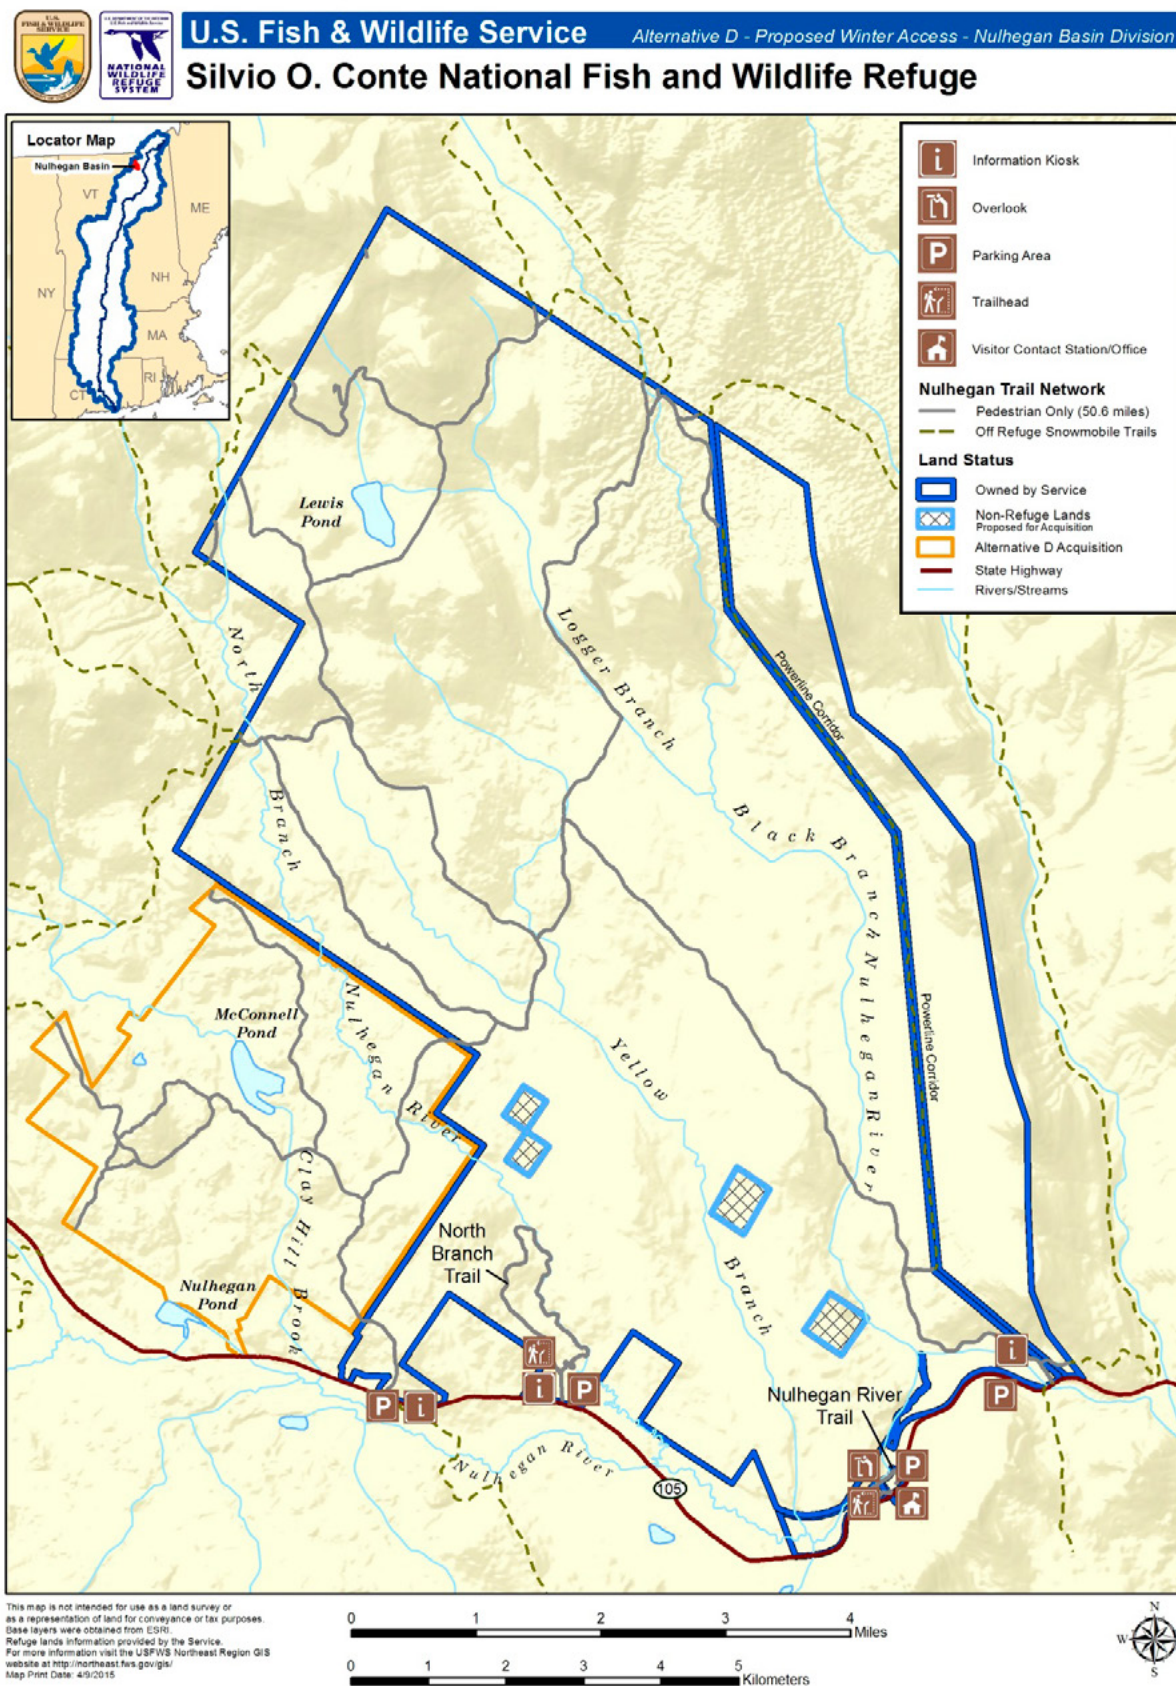 U.S.
FISH & WILDLIFE
SERVICE
NATIONAL
WILDLIFE
REFUGE
SYSTEM
U.S. Fish & Wildlife Service
Alternative D - Proposed Winter Access - Nulhegan Basin Division
Silvio O. Conte National Fish and Wildlife Refuge
Locator Map
Nulhegan Basin
VT
ME
NH
NY
MA
CT
RI
Information Kiosk
Overlook
P
Parking Area
Trailhead
Visitor Contact Station/Office
Nulhegan Trail Network
Pedestrian Only (50.6 miles)
Off Refuge Snowmobile Trails
Land Status
Owned by Service
Non-Refuge Lands
Proposed for Acquisition
Alternative D Acquisition
State Highway
Rivers/Streams
Lewis
Pond
North
Branch
Nulhegan
River
Logger Branch
Powerline Corridor
Black Branch Nulhegan River
Powerline Corridor
McConnell
Pond
Yellow
Branch
Clay Hill Brook
North
Branch
Trail
Nulhegan
Pond
Nulhegan River
Trail
P
i
i
P
i
P
P
Nulhegan River
105
This map is not intended for use as a land survey or
as a representation of land for conveyance or tax purposes.
Base layers were obtained from ESRI.
Refuge lands information provided by the Service.
For more information visit the USFWS Northeast Region GIS
website at http://northeast.fws.gov/gis/
Map Print Date: 4/9/2015
0 1 2 3 4
Miles
0 1 2 3 4 5
Kilometers
N
W E
S